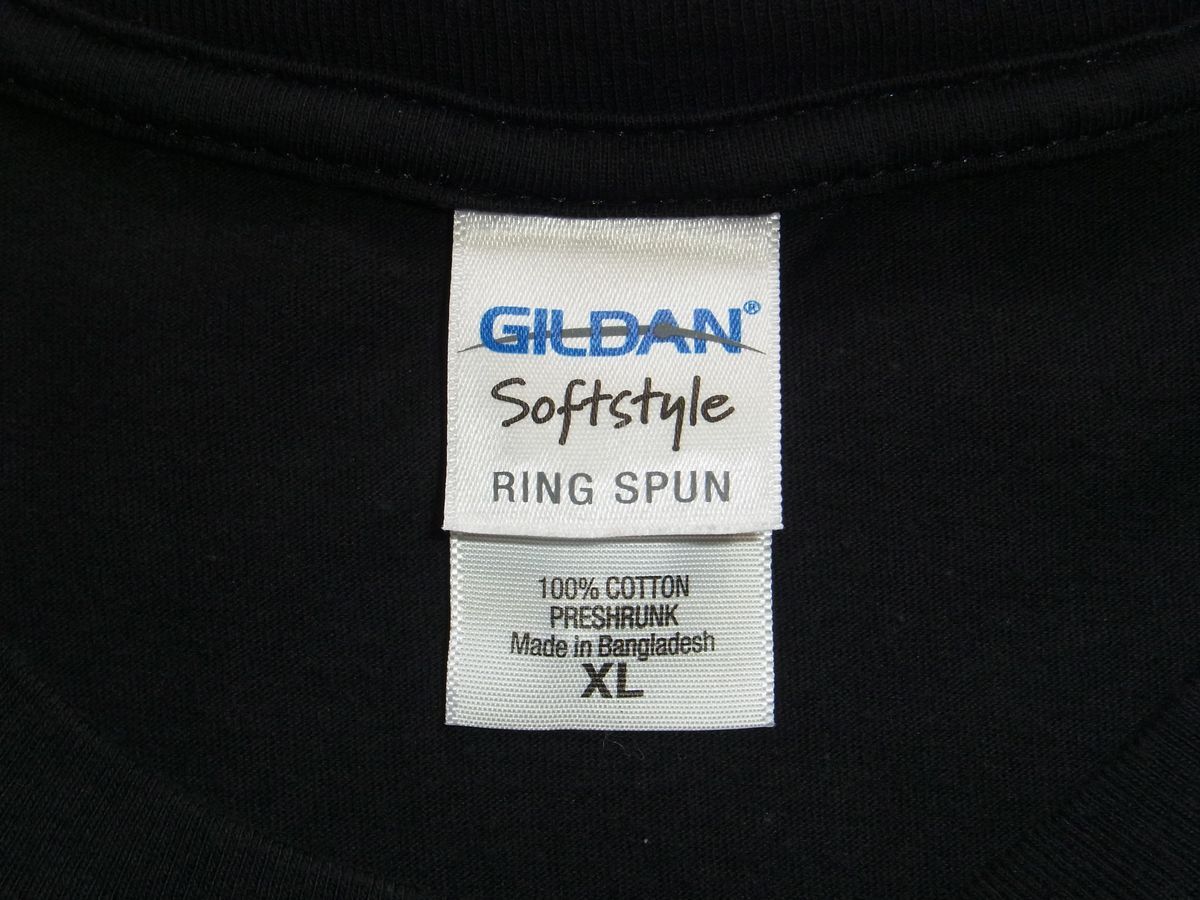 GILDAN®
Softstyle
RING SPUN
100% COTTON
PRESHRUNK
Made in Bangladesh
XL